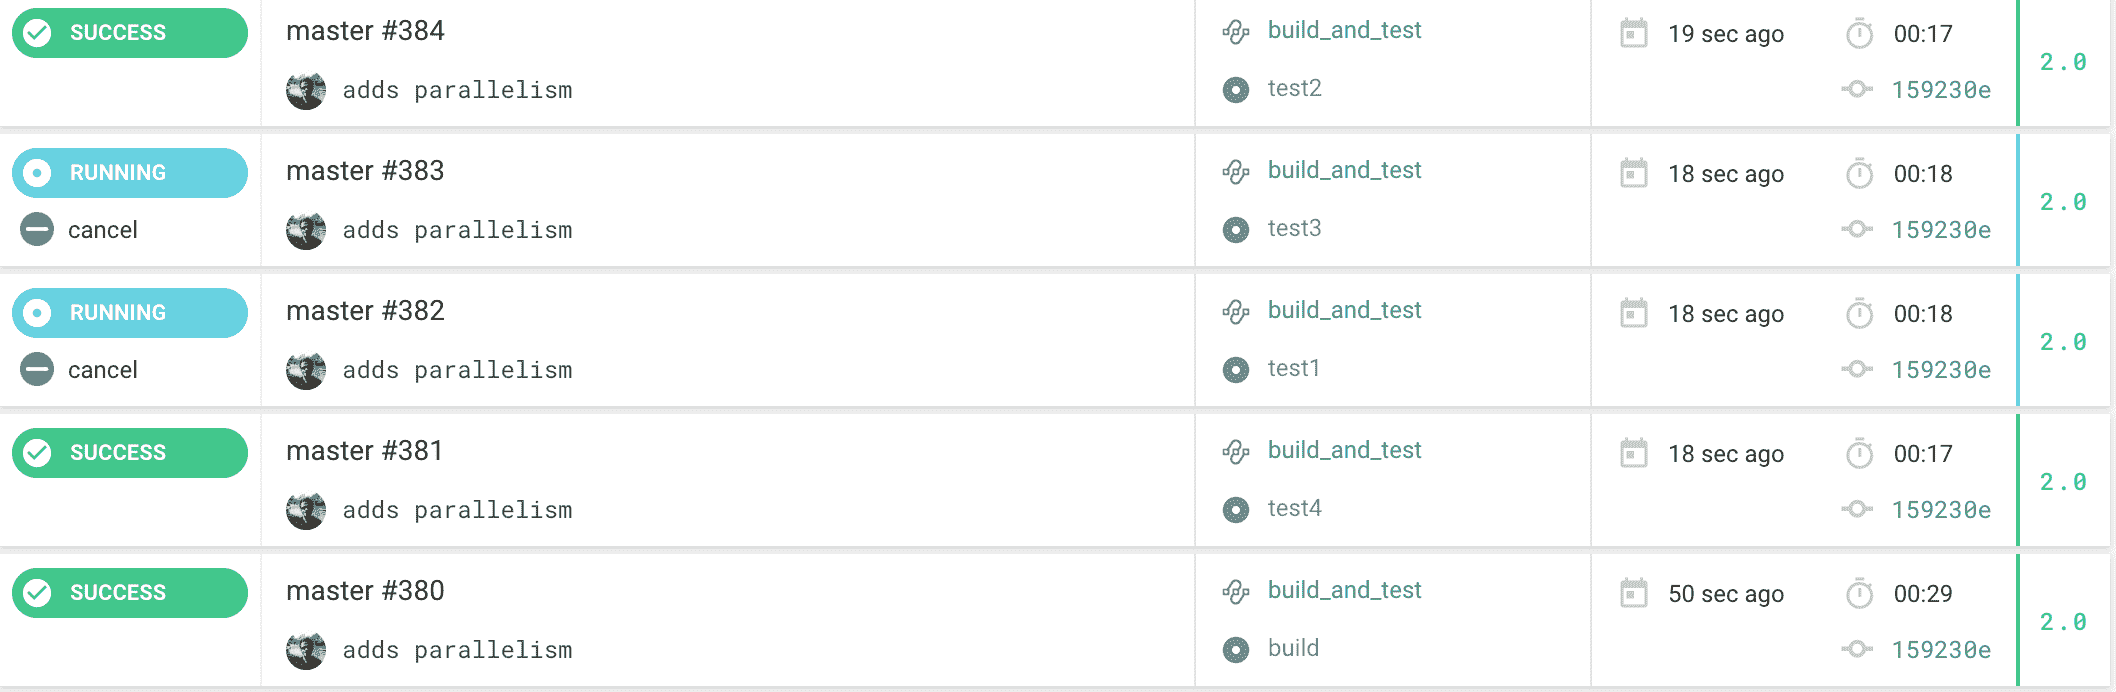 SUCCESS master #384 build_and_test 19 sec ago 00:17
adds parallelism test2 159230e 2.0
RUNNING master #383 build_and_test 18 sec ago 00:18
cancel adds parallelism test3 159230e 2.0
RUNNING master #382 build_and_test 18 sec ago 00:18
cancel adds parallelism test1 159230e 2.0
SUCCESS master #381 build_and_test 18 sec ago 00:17
adds parallelism test4 159230e 2.0
SUCCESS master #380 build_and_test 50 sec ago 00:29
adds parallelism build 159230e 2.0